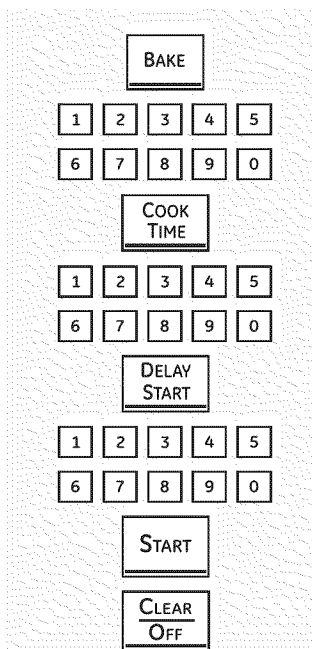 BAKE
1 2 3 4 5
6 7 8 9 0
COOK
TIME
1 2 3 4 5
6 7 8 9 0
DELAY
START
1 2 3 4 5
6 7 8 9 0
START
CLEAR
OFF